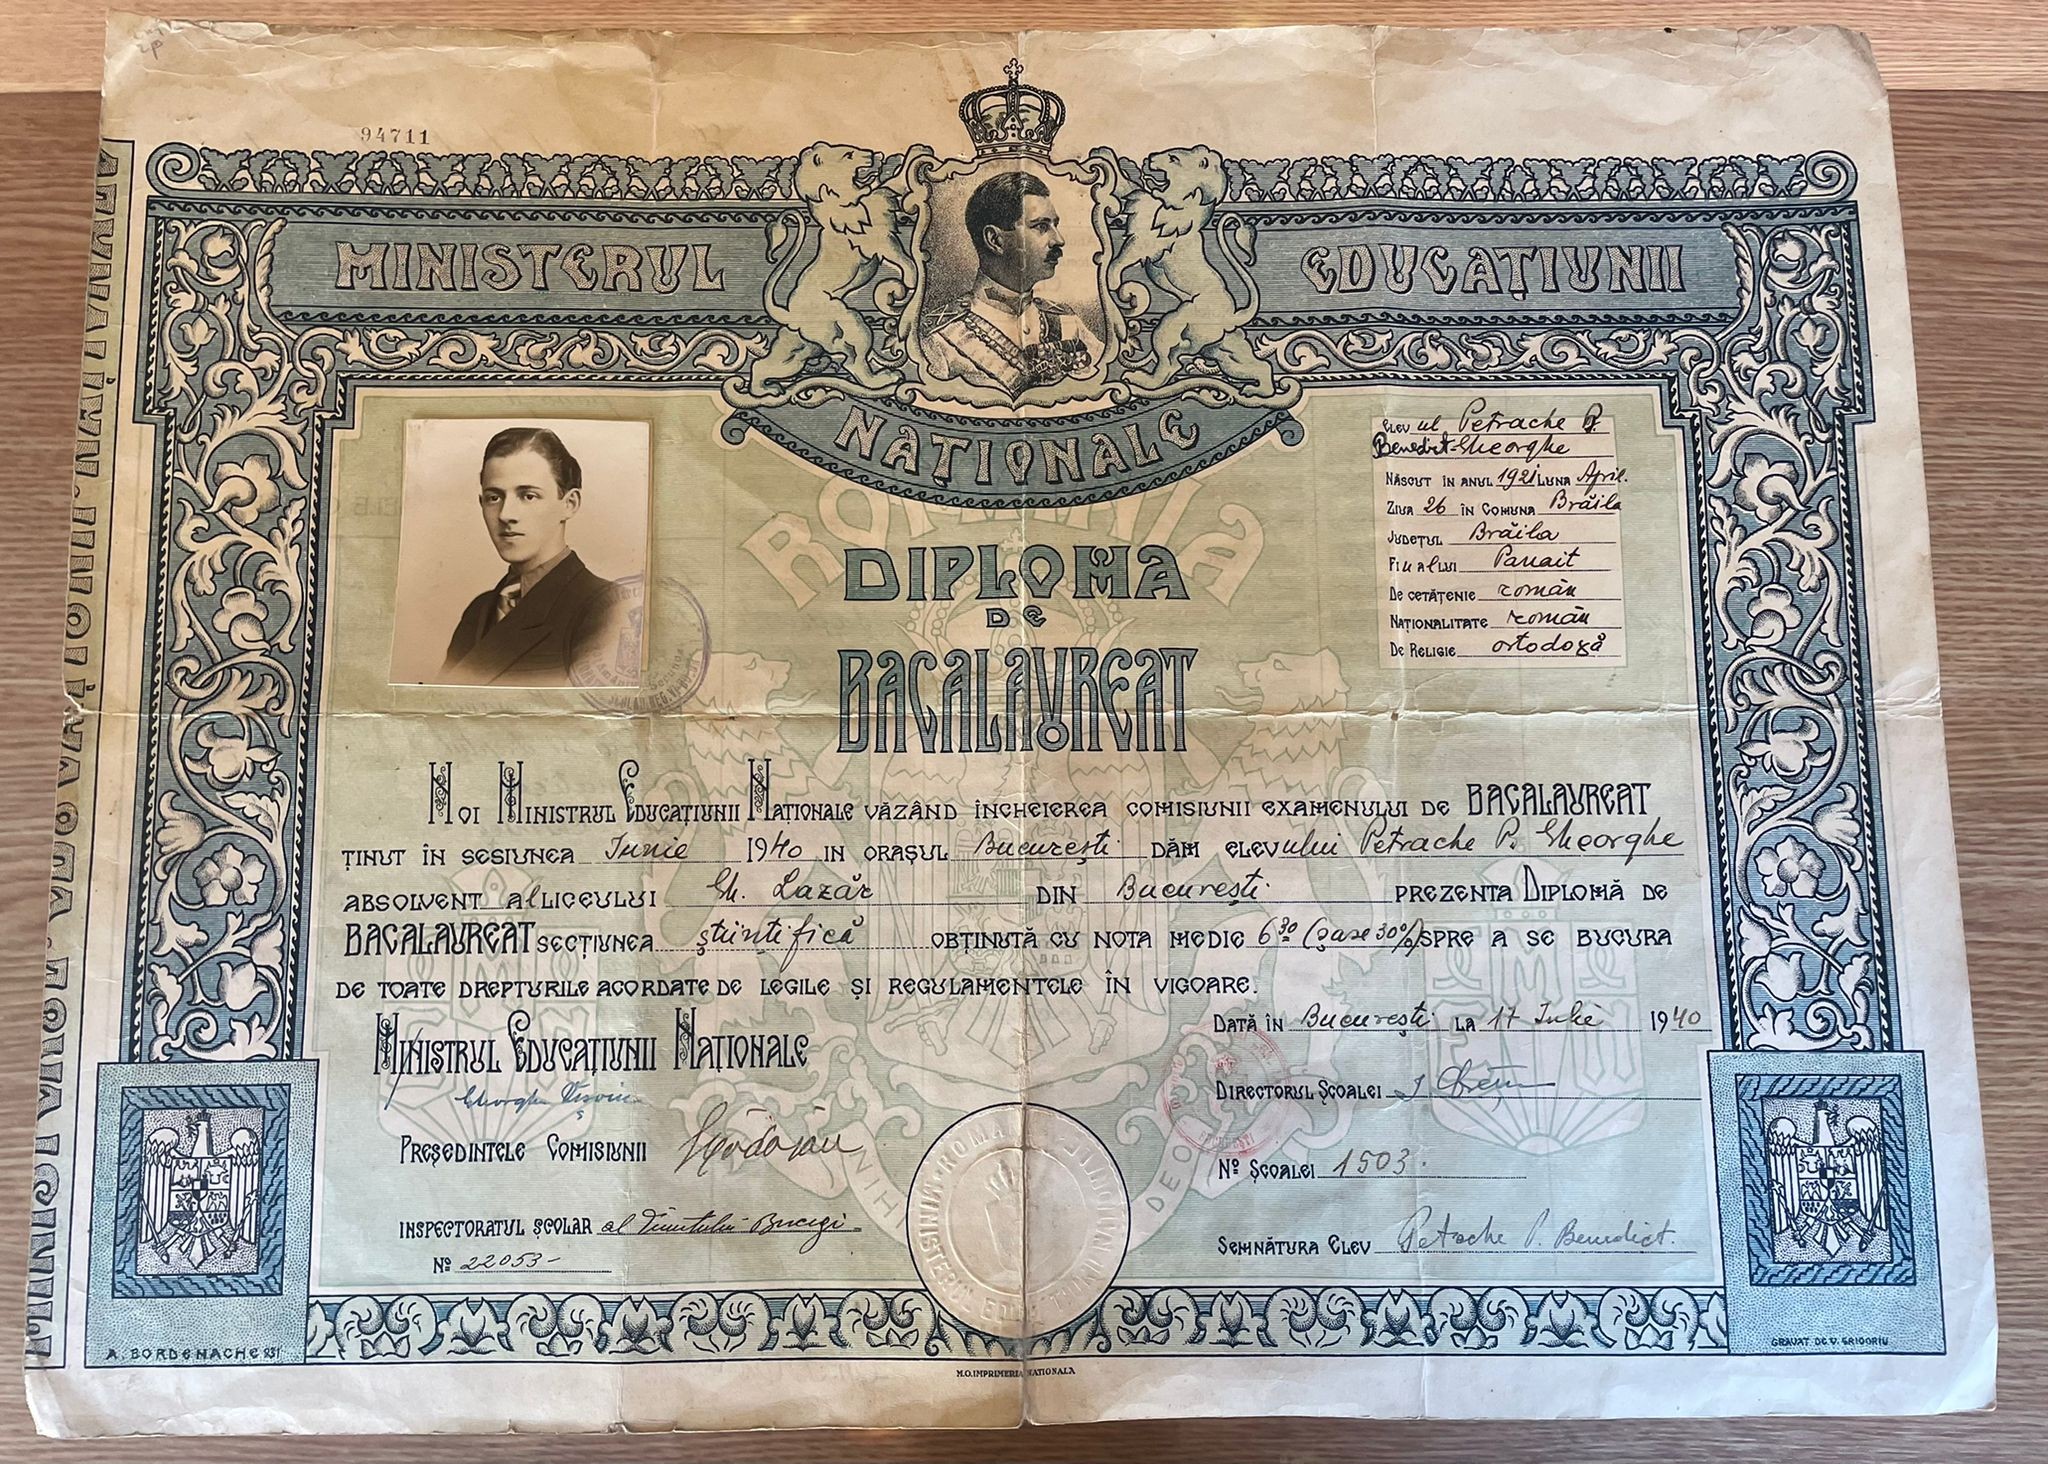 94711
MINISTERUL EDUCAȚIUNII
NAȚIONALE
ROMÂNIA
DIPLOMA
DE
BACALAUREAT
ELEV ul Petrache P.
Benedict-Gheorghe
NĂSCUT ÎN ANUL 1921 LUNA April.
ZIUA 26 ÎN COMUNA Brăila
JUDEȚUL Brăila
FIU al LUI Panait
DE CETĂȚENIE român
NAȚIONALITATE român
DE RELIGIE ortodoxă
NOI MINISTRUL EDUCAȚIUNII NAȚIONALE VĂZÂND ÎNCHEIEREA COMISIUNII EXAMENULUI DE BACALAUREAT
ȚINUT ÎN SESIUNEA Iunie 1940 IN ORAȘUL București DĂM ELEVului Petrache P. Gheorghe
ABSOLVENT al LICEULUI Gh. Lazăr DIN București PREZENTA DIPLOMĂ DE
BACALAUREAT SECȚIUNEA științifică OBȚINUTĂ CU NOTA MEDIE 6 30 (șase 30%) SPRE A SE BUCURA
DE TOATE DREPTURILE ACORDATE DE LEGILE ȘI REGULAMENTELE ÎN VIGOARE.
DATĂ ÎN București LA 17 Iulie 1940
MINISTRUL EDUCAȚIUNII NAȚIONALE
DIRECTORUL ȘCOALEI
PREȘEDINTELE COMISIUNII
Nº ȘCOALEI 1503.
INSPECTORATUL ȘCOLAR al Ținutului Bucegi
Nº 22053-
SEMNĂTURA ELEV Petrache P. Benedict.
A. BORDENACHE 931
GRAVAT DE V. GRIGORIU
M.O. IMPRIMERIA NATIONALA